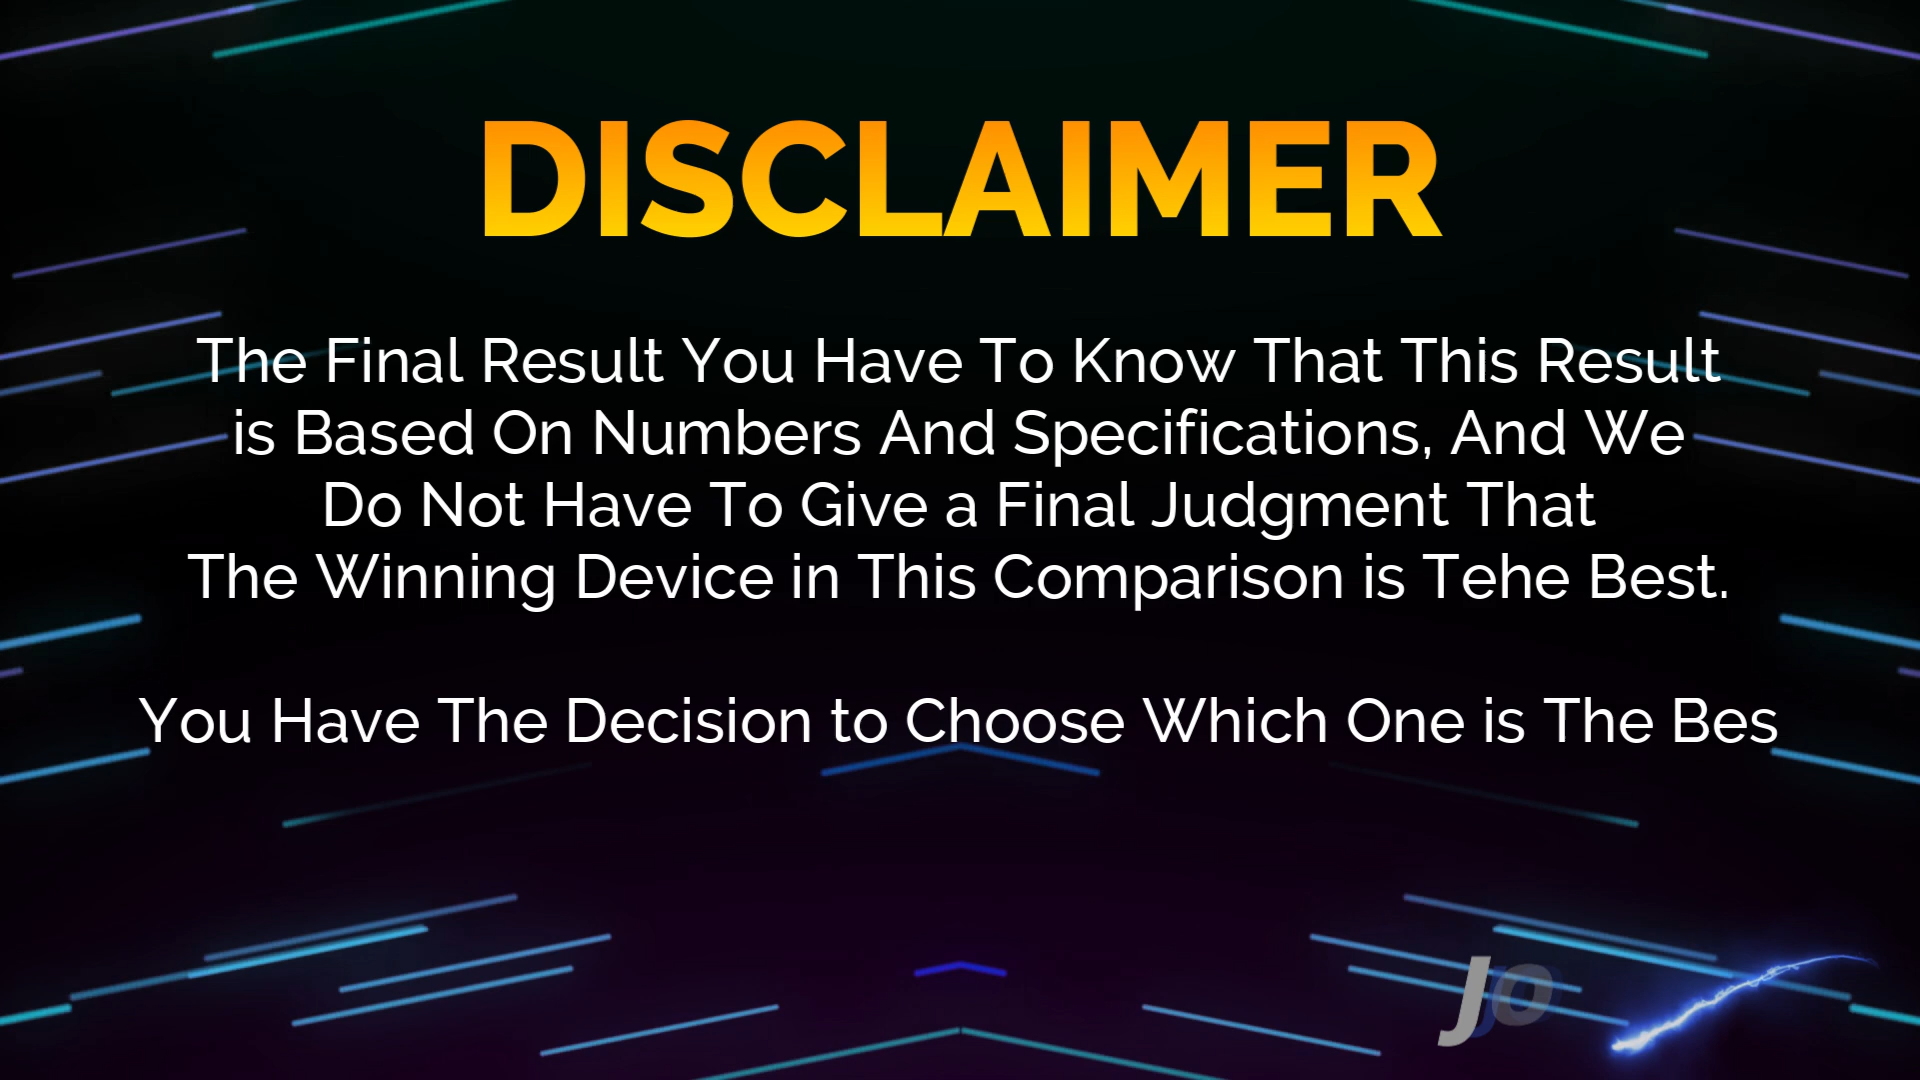 DISCLAIMER
The Final Result You Have To Know That This Result
is Based On Numbers And Specifications, And We
Do Not Have To Give a Final Judgment That
The Winning Device in This Comparison is Tehe Best.
You Have The Decision to Choose Which One is The Bes
Jo